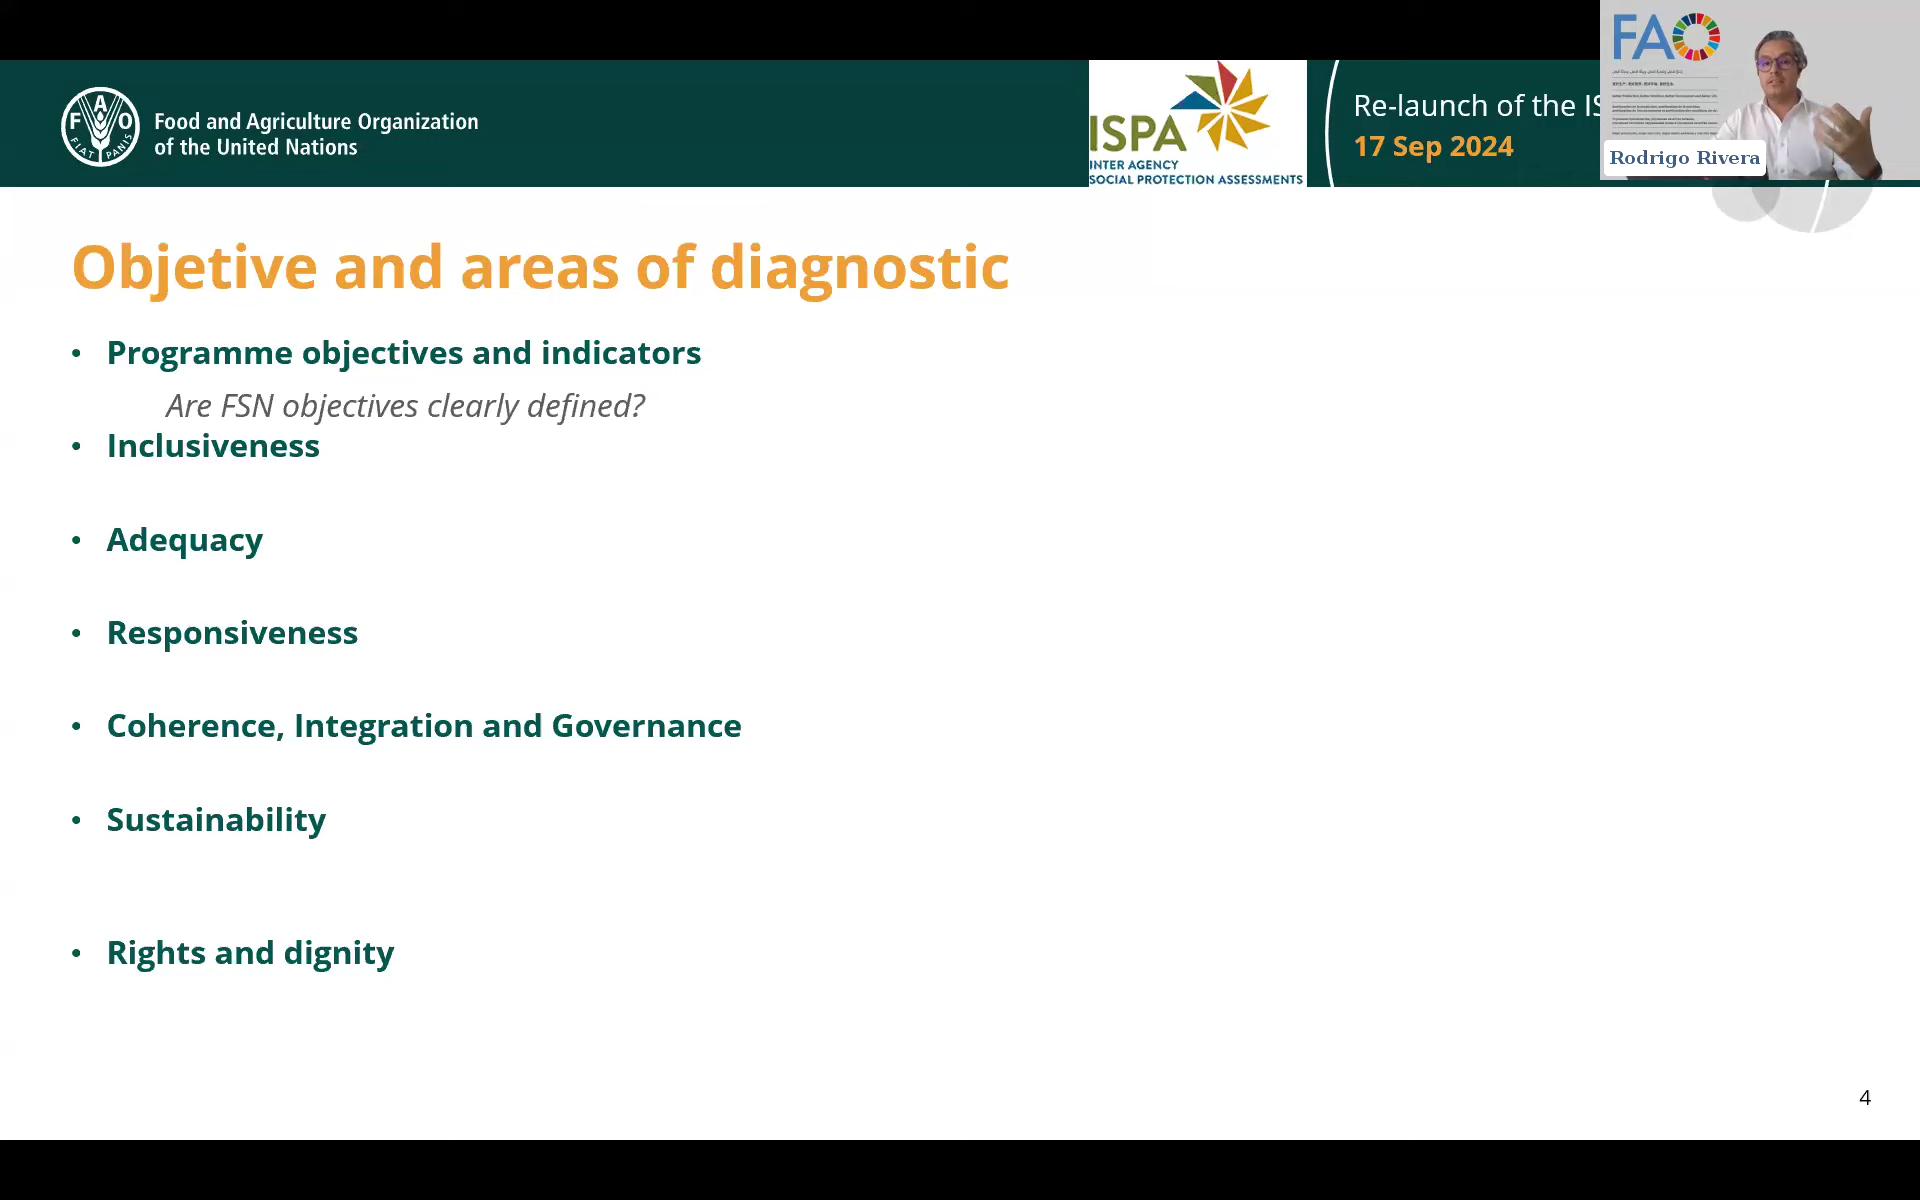 Food and Agriculture Organization
of the United Nations
F A O
FIAT PANIS
ISPA
INTER AGENCY
SOCIAL PROTECTION ASSESSMENTS
Re-launch of the
17 Sep 2024
FAO
Rodrigo Rivera
Objetive and areas of diagnostic
• Programme objectives and indicators
Are FSN objectives clearly defined?
• Inclusiveness
• Adequacy
• Responsiveness
• Coherence, Integration and Governance
• Sustainability
• Rights and dignity
4